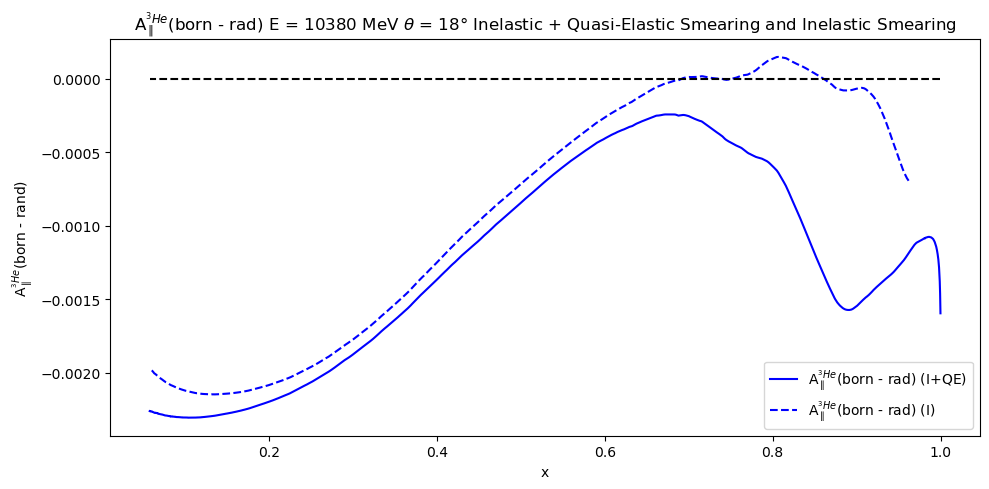 A∥³ᴴᵉ(born - rad) E = 10380 MeV θ = 18° Inelastic + Quasi-Elastic Smearing and Inelastic Smearing
A∥³ᴴᵉ(born - rand)
0.0000
−0.0005
−0.0010
−0.0015
−0.0020
A∥³ᴴᵉ(born - rad) (I+QE)
A∥³ᴴᵉ(born - rad) (I)
0.2 0.4 0.6 0.8 1.0
x